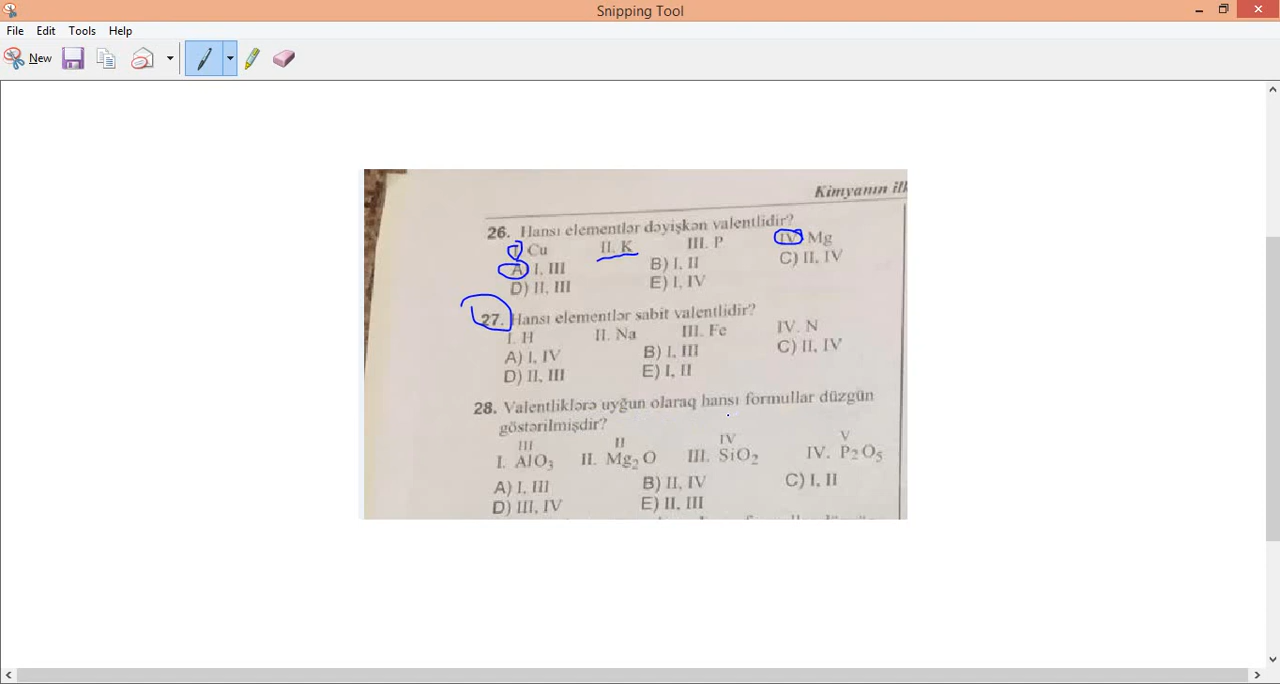 Snipping Tool
File Edit Tools Help
New
Kimyanın
26. Hansı elementlər dəyişkən valentlidir?
I. Cu II. K III. P IV. Mg
A) I, III B) I, II C) II, IV
D) II, III E) I, IV
27. Hansı elementlər sabit valentlidir?
I. H II. Na III. Fe IV. N
A) I, IV B) I, III C) II, IV
D) II, III E) I, II
28. Valentliklərə uyğun olaraq hansı formullar düzgün
göstərilmişdir?
III II IV V
I. AlO3 II. Mg2O III. SiO2 IV. P2O5
A) I, III B) II, IV C) I, II
D) III, IV E) II, III